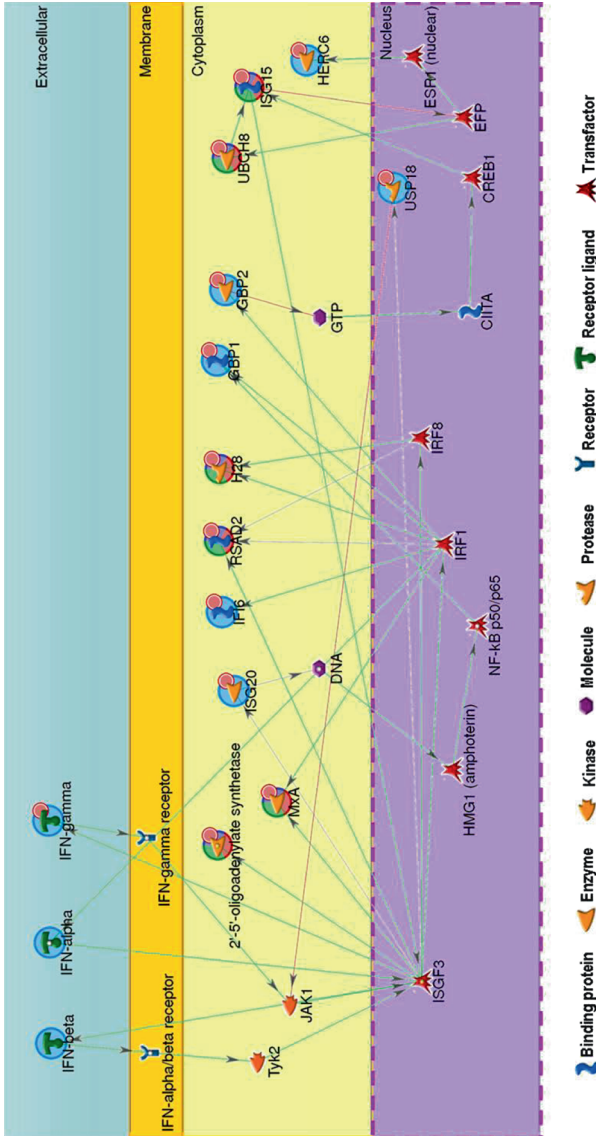 Extracellular
IFN-beta
IFN-alpha
IFN-gamma
Membrane
IFN-alpha/beta receptor
IFN-gamma receptor
Cytoplasm
Tyk2
JAK1
2'-5'-oligoadenylate synthetase
MxA
ISG20
DNA
IFI6
RSAD2
H28
GBP1
GBP2
GTP
UBCH8
ISG15
HERC6
Nucleus
ISGF3
HMG1 (amphoterin)
NF-kB p50/p65
IRF1
IRF8
CIITA
USP18
CREB1
EFP
ESR1 (nuclear)
Binding protein
Enzyme
Kinase
Molecule
Protease
Receptor
Receptor ligand
Transfactor